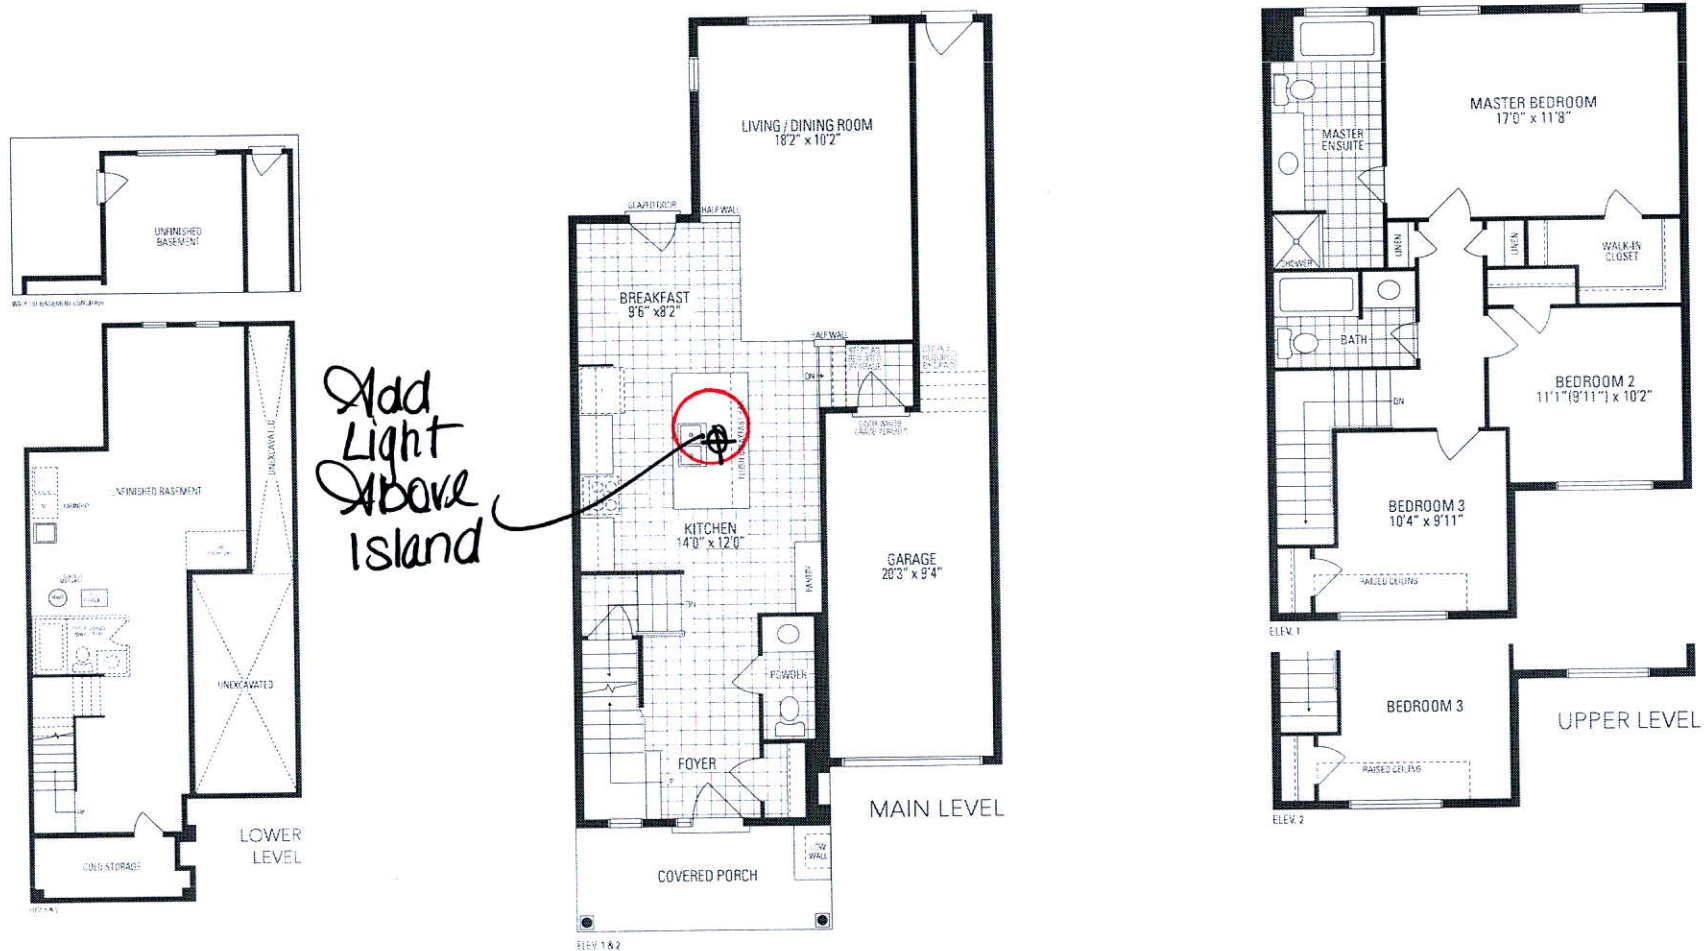 UNFINISHED
BASEMENT
UNEXCAVATED
UNFINISHED BASEMENT
UNEXCAVATED
COLD STORAGE
LOWER
LEVEL
Add
Light
Above
Island
LIVING / DINING ROOM
18'2" x 10'2"
GLAZED DOOR
HALF WALL
BREAKFAST
9'6" x8'2"
HALF WALL
DN
KITCHEN
14'0" x 12'0"
PANTRY
GARAGE
20'3" x 9'4"
DN
POWDER
FOYER
MAIN LEVEL
LOW
WALL
COVERED PORCH
ELEV. 1 & 2
MASTER BEDROOM
17'0" x 11'8"
MASTER
ENSUITE
SHOWER
LINEN
LINEN
WALK-IN
CLOSET
BATH
BEDROOM 2
11'1" (9'11") x 10'2"
DN
BEDROOM 3
10'4" x 9'11"
RAISED CEILING
ELEV. 1
BEDROOM 3
RAISED CEILING
ELEV. 2
UPPER LEVEL